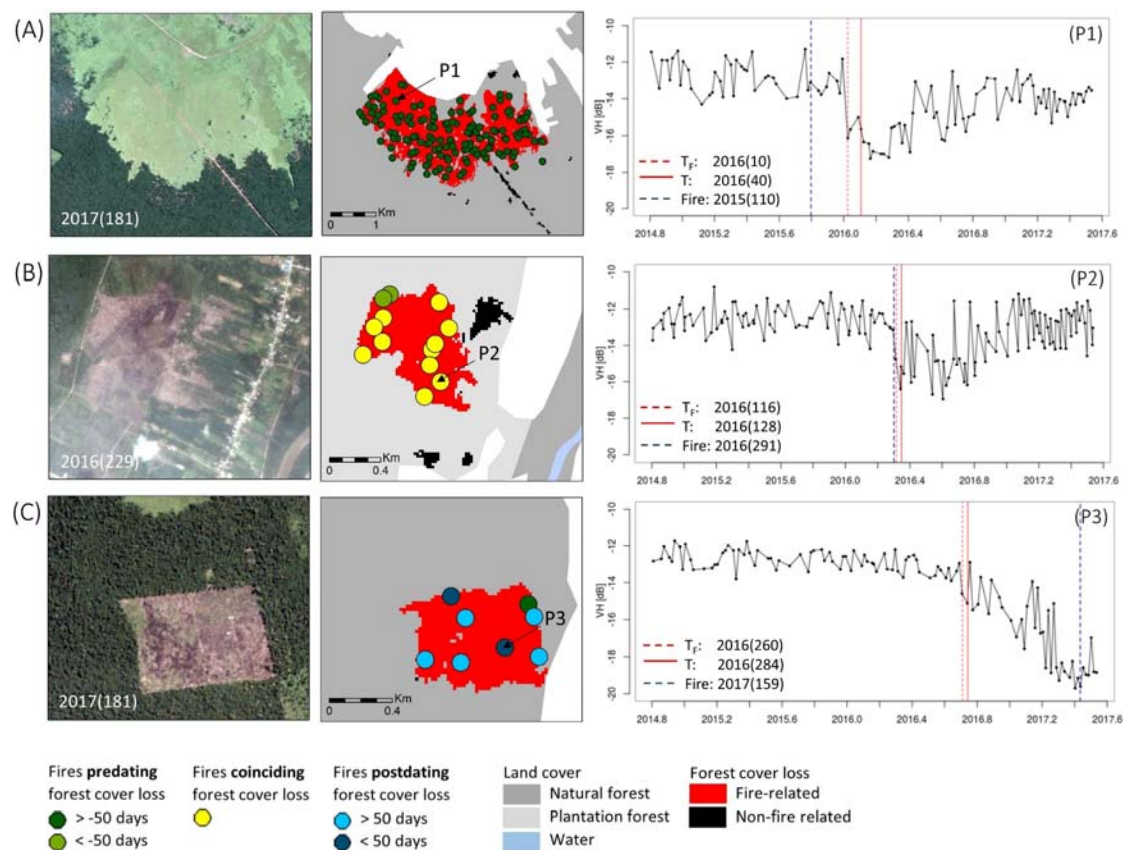 (A)
2017(181)
P1
Km
0
1
(P1)
VH [dB]
-10
-12
-14
-16
-18
-20
T_F: 2016(10)
T: 2016(40)
Fire: 2015(110)
2014.8 2015.2 2015.6 2016.0 2016.4 2016.8 2017.2 2017.6
(B)
2016(229)
P2
Km
0
0.4
(P2)
VH [dB]
-10
-12
-14
-16
-18
-20
T_F: 2016(116)
T: 2016(128)
Fire: 2016(291)
2014.8 2015.2 2015.6 2016.0 2016.4 2016.8 2017.2 2017.6
(C)
2017(181)
P3
Km
0
0.4
(P3)
VH [dB]
-10
-12
-14
-16
-18
-20
T_F: 2016(260)
T: 2016(284)
Fire: 2017(159)
2014.8 2015.2 2015.6 2016.0 2016.4 2016.8 2017.2 2017.6
Fires predating
forest cover loss
> -50 days
< -50 days
Fires coinciding
forest cover loss
Fires postdating
forest cover loss
> 50 days
< 50 days
Land cover
Natural forest
Plantation forest
Water
Forest cover loss
Fire-related
Non-fire related